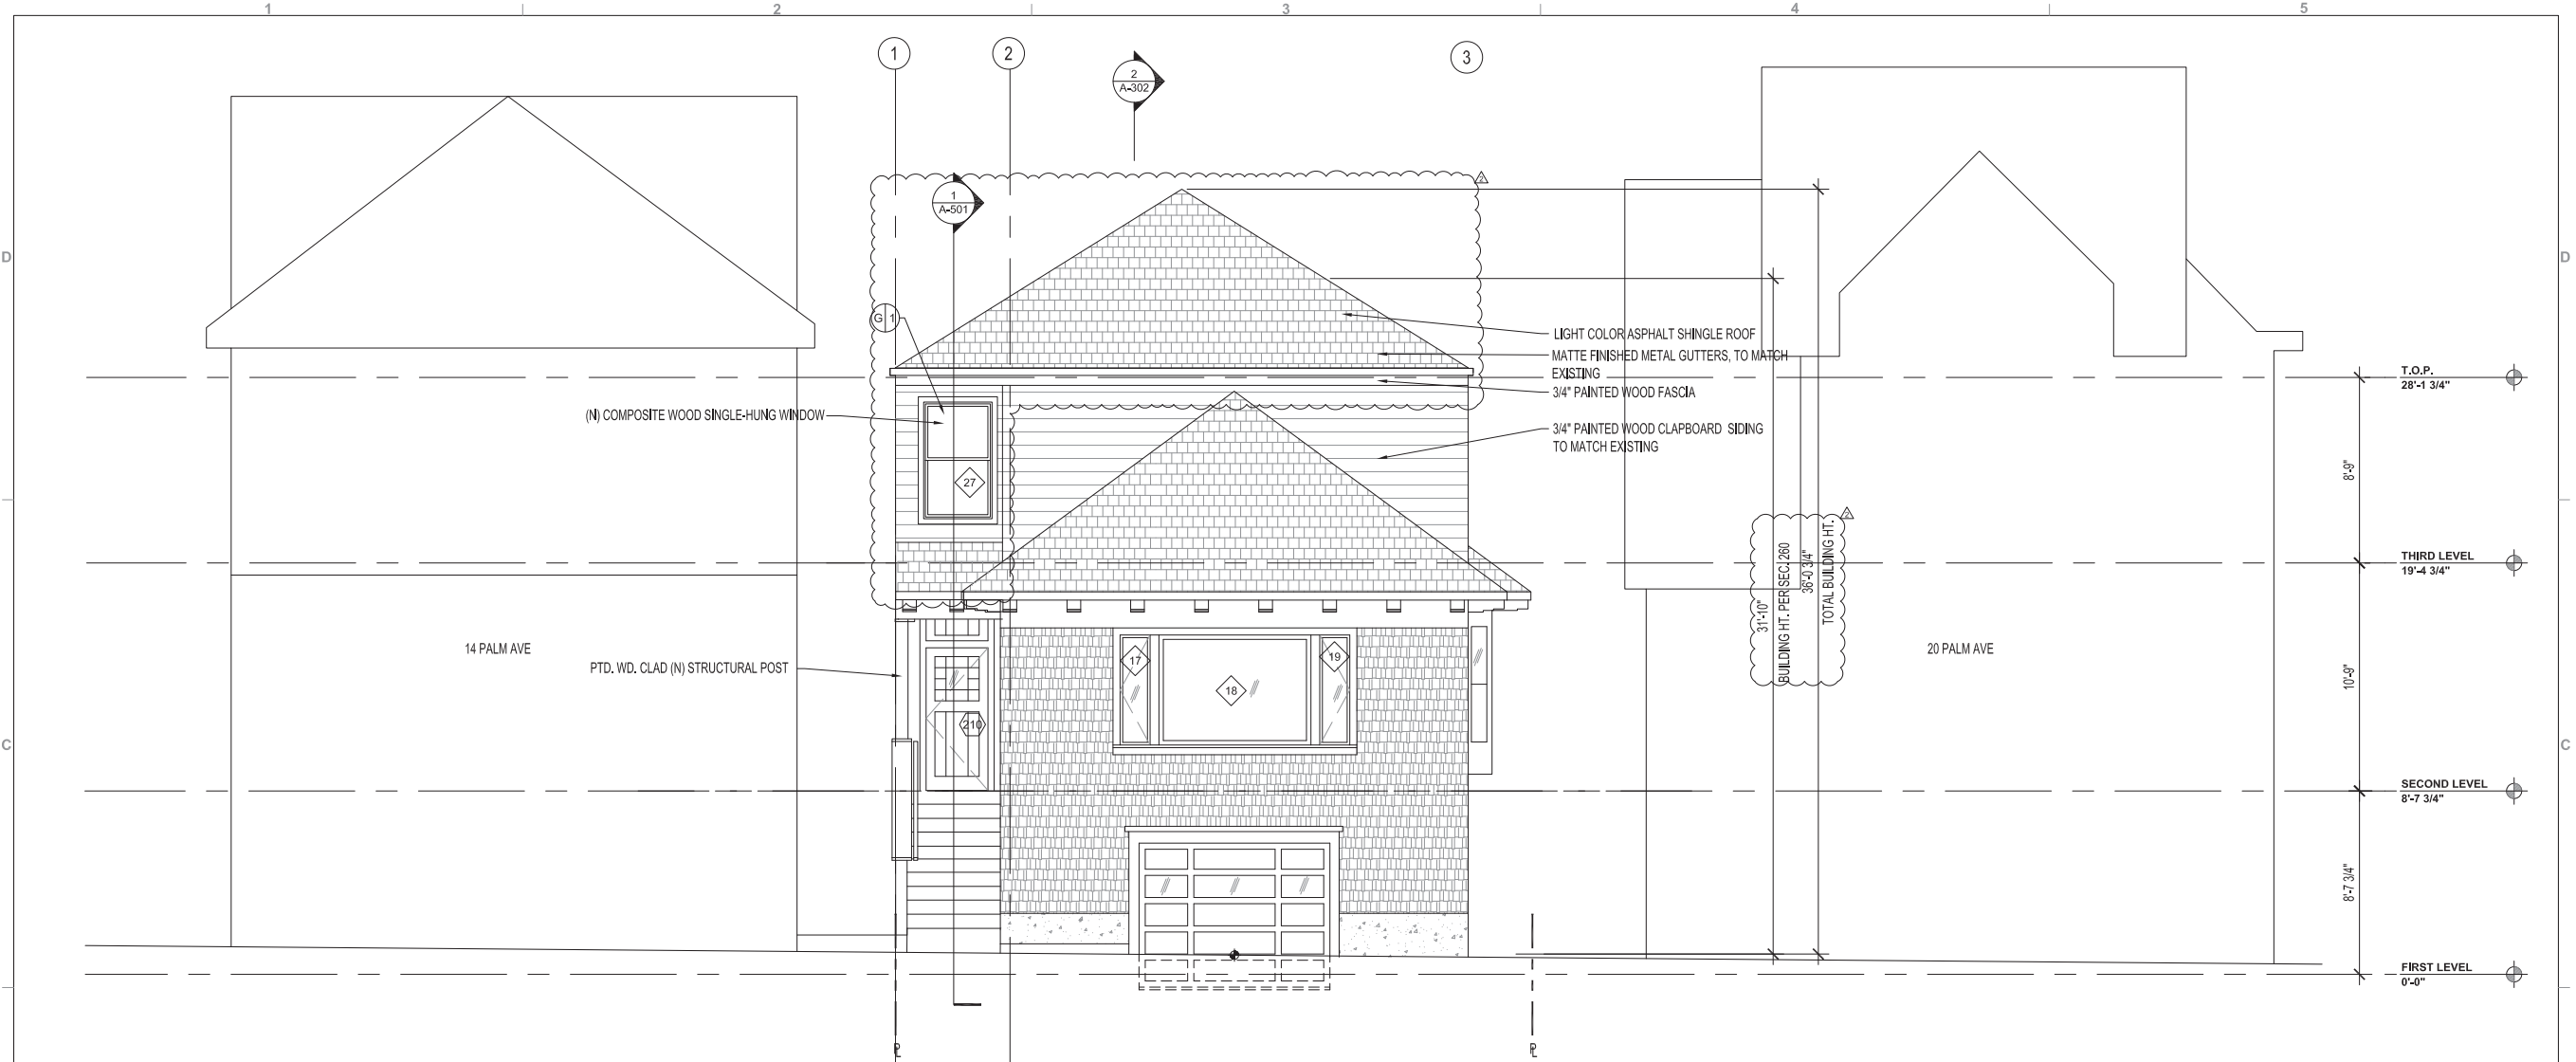 1
2
3
4
5
1
2
3
2
A-302
1
A-501
2
D
D
G 1
LIGHT COLOR ASPHALT SHINGLE ROOF
MATTE FINISHED METAL GUTTERS, TO MATCH
EXISTING
3/4" PAINTED WOOD FASCIA
3/4" PAINTED WOOD CLAPBOARD SIDING
TO MATCH EXISTING
T.O.P.
28'-1 3/4"
(N) COMPOSITE WOOD SINGLE-HUNG WINDOW
27
8'-9"
2
THIRD LEVEL
19'-4 3/4"
31'-10"
BUILDING HT. PER SEC. 260
36'-0 3/4"
TOTAL BUILDING HT.
14 PALM AVE
20 PALM AVE
PTD. WD. CLAD (N) STRUCTURAL POST
17
18
19
210
10'-9"
C
C
SECOND LEVEL
8'-7 3/4"
8'-7 3/4"
FIRST LEVEL
0'-0"
PL
PL